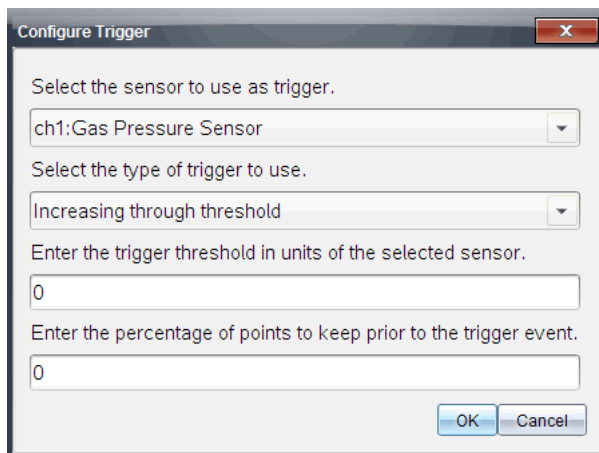 Configure Trigger
x
Select the sensor to use as trigger.
ch1:Gas Pressure Sensor
Select the type of trigger to use.
Increasing through threshold
Enter the trigger threshold in units of the selected sensor.
0
Enter the percentage of points to keep prior to the trigger event.
0
OK Cancel